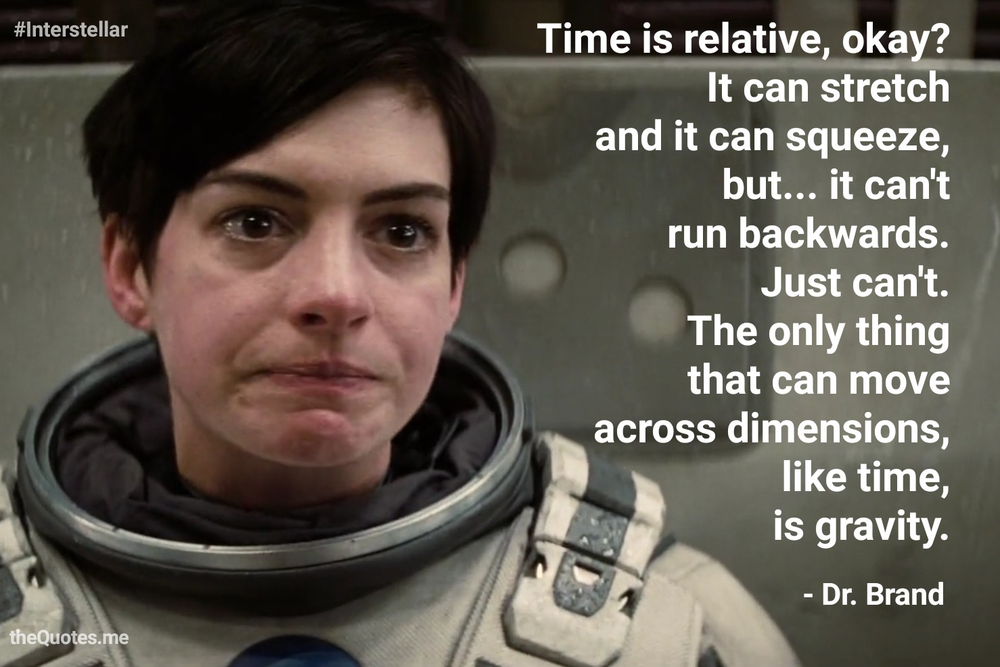 #Interstellar
Time is relative, okay?
It can stretch
and it can squeeze,
but... it can't
run backwards.
Just can't.
The only thing
that can move
across dimensions,
like time,
is gravity.
- Dr. Brand
theQuotes.me